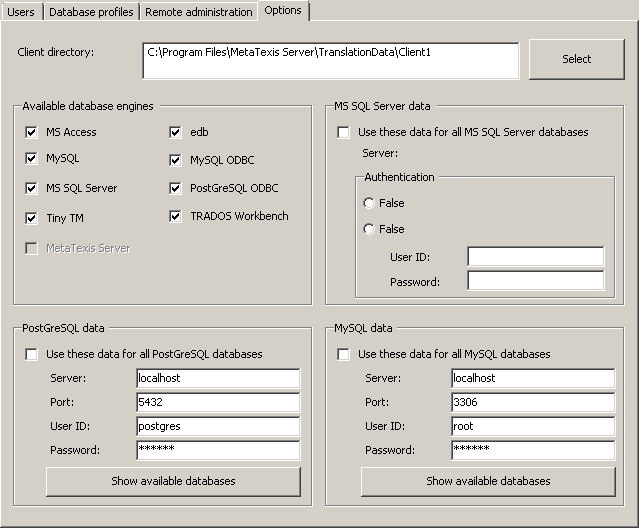 Users Database profiles Remote administration Options
Client directory: C:\Program Files\MetaTexis Server\TranslationData\Client1 Select
Available database engines
MS Access edb
MySQL MySQL ODBC
MS SQL Server PostGreSQL ODBC
Tiny TM TRADOS Workbench
MetaTexis Server
MS SQL Server data
Use these data for all MS SQL Server databases
Server:
Authentication
False
False
User ID:
Password:
PostGreSQL data
Use these data for all PostGreSQL databases
Server: localhost
Port: 5432
User ID: postgres
Password: ******
Show available databases
MySQL data
Use these data for all MySQL databases
Server: localhost
Port: 3306
User ID: root
Password: ******
Show available databases